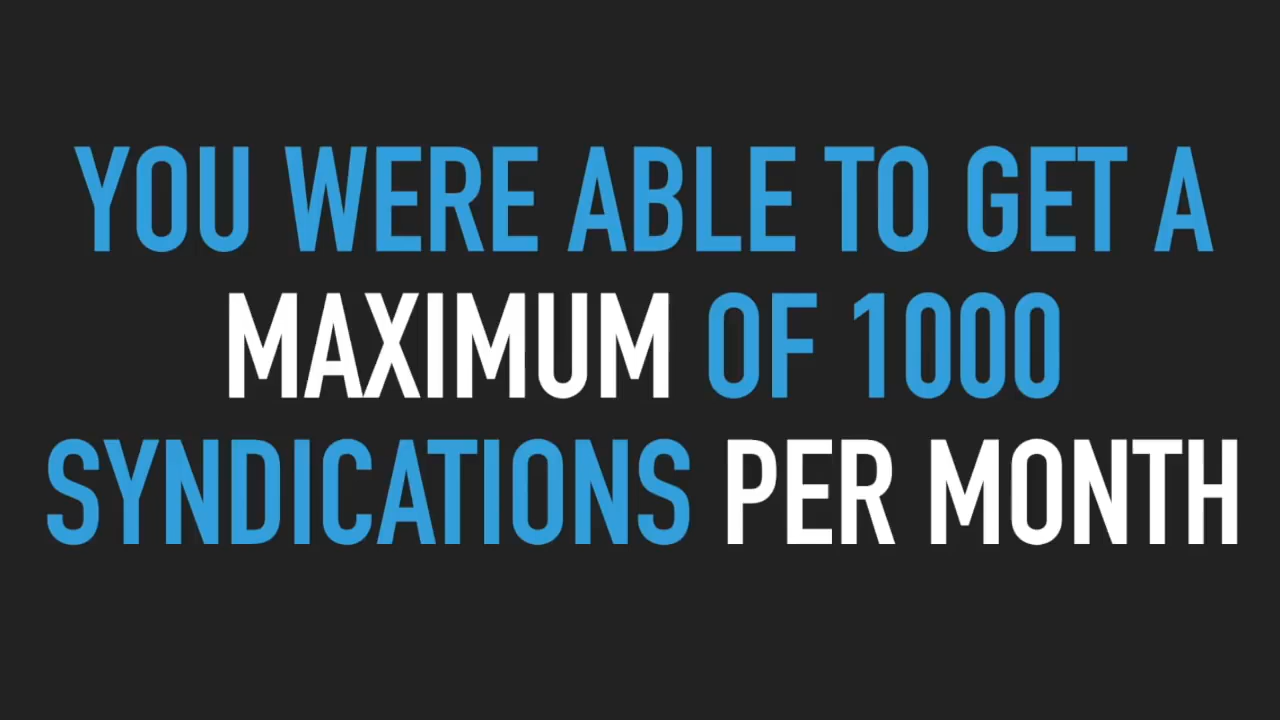 YOU WERE ABLE TO GET A
MAXIMUM OF 1000
SYNDICATIONS PER MONTH